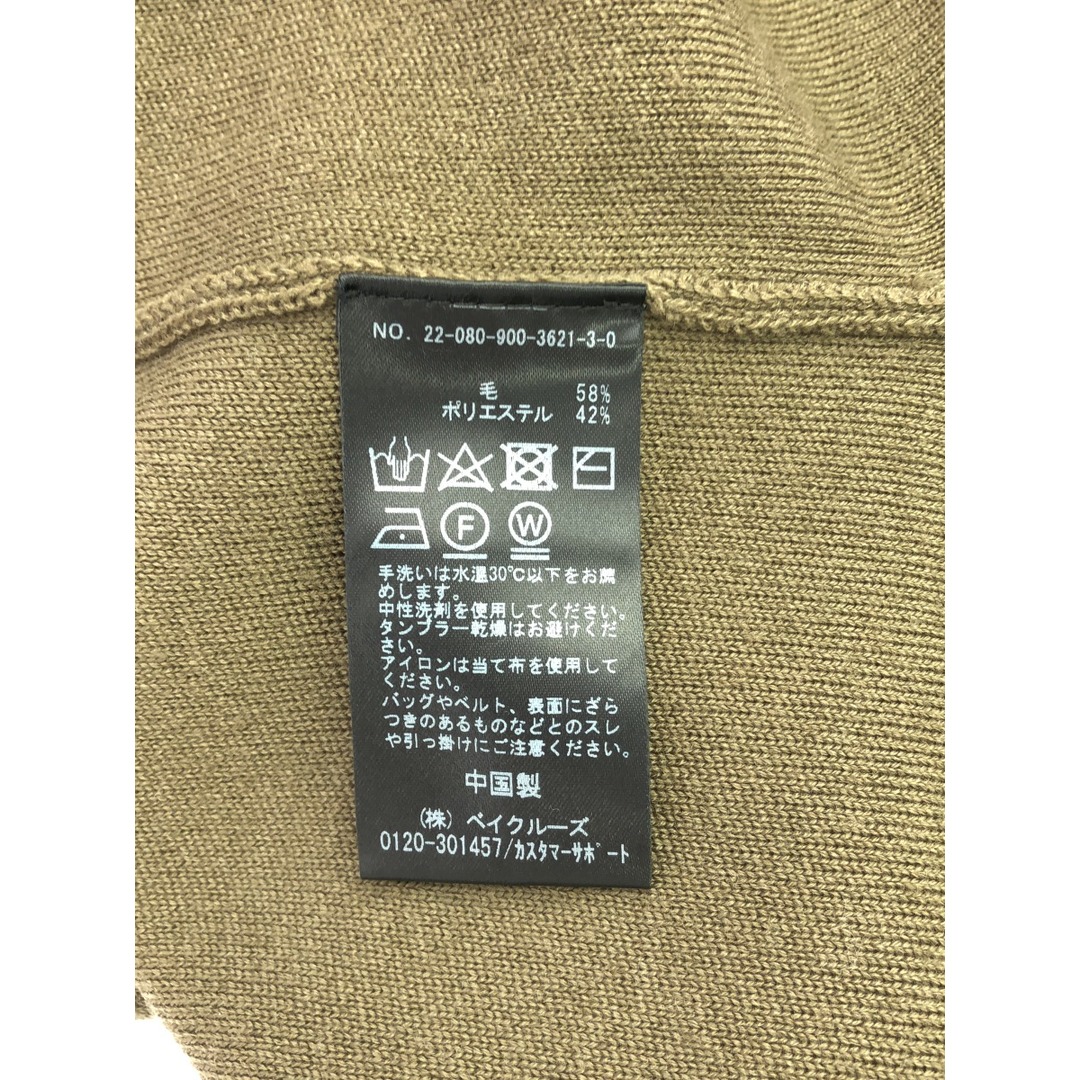 NO. 22-080-900-3621-3-0
毛 58%
ポリエステル 42%
F W
手洗いは水温30℃以下をお薦
めします。
中性洗剤を使用してください。
タンブラー乾燥はお避けくだ
さい。
アイロンは当て布を使用して
ください。
バッグやベルト、表面にざら
つきのあるものなどとのスレ
や引っ掛けにご注意ください。
中国製
(株) ベイクルーズ
0120-301457/ｶｽﾀﾏｰｻﾎﾟｰﾄ